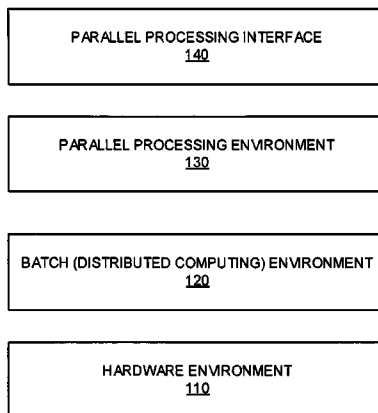 PARALLEL PROCESSING INTERFACE
140
PARALLEL PROCESSING ENVIRONMENT
130
BATCH (DISTRIBUTED COMPUTING) ENVIRONMENT
120
HARDWARE ENVIRONMENT
110